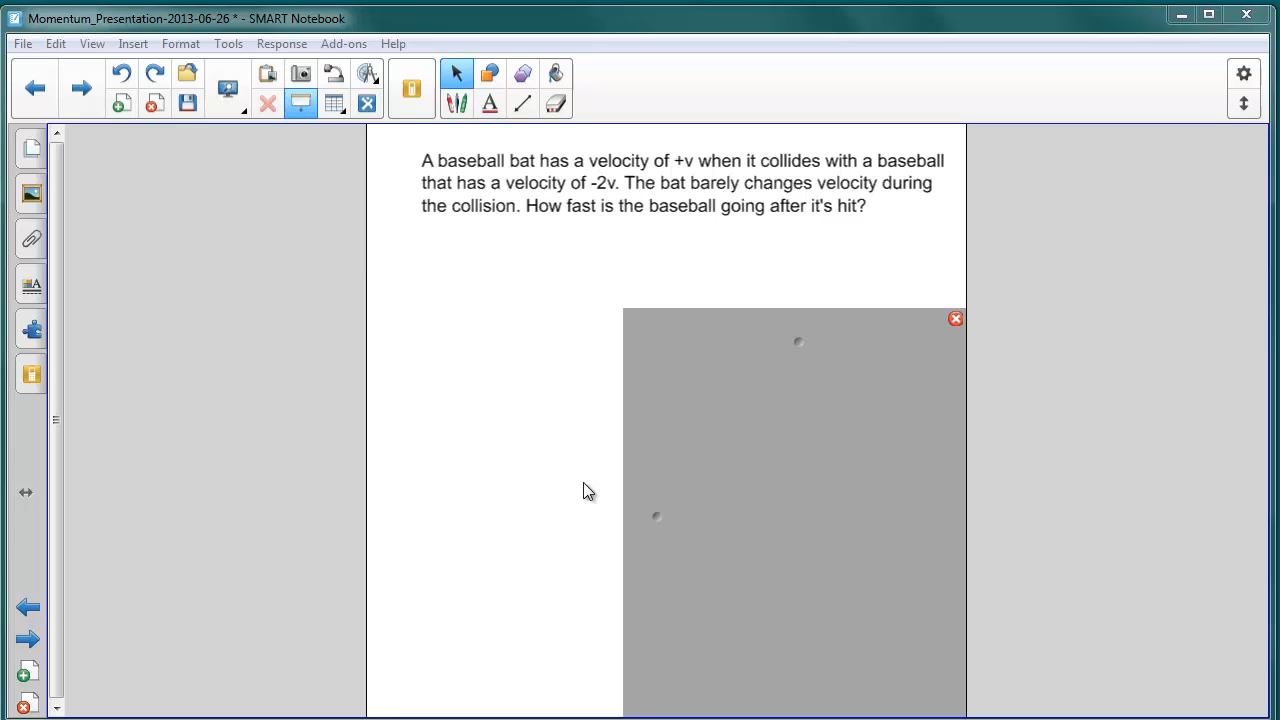 Momentum_Presentation-2013-06-26 * - SMART Notebook
File Edit View Insert Format Tools Response Add-ons Help
A baseball bat has a velocity of +v when it collides with a baseball
that has a velocity of -2v. The bat barely changes velocity during
the collision. How fast is the baseball going after it's hit?